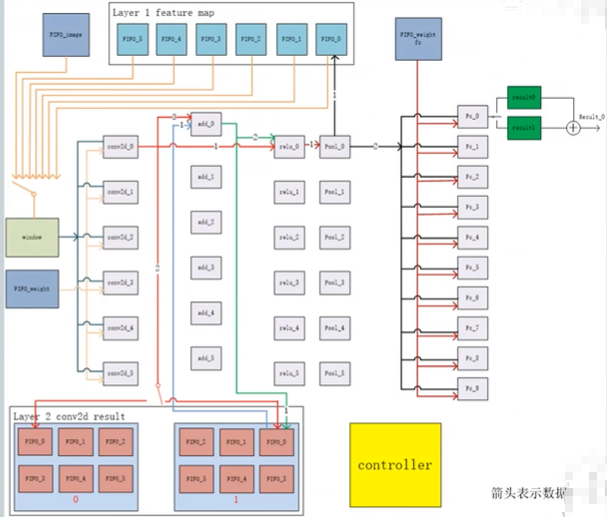 Layer 1 feature map
FIFO_image
FIFO_5
FIFO_4
FIFO_3
FIFO_2
FIFO_1
FIFO_0
FIFO_weight
fc
1
Fc_0
result0
result1
Result_0
3
1
add_0
2
conv2d_0
1
relu_0
1
Pool_0
2
Fc_1
add_1
Fc_2
conv2d_1
relu_1
Pool_1
Fc_3
add_2
window
conv2d_2
relu_2
Pool_2
Fc_4
add_3
Fc_5
FIFO_weight
conv2d_3
relu_3
Pool_3
Fc_6
add_4
conv2d_4
relu_4
Pool_4
Fc_7
add_5
Fc_8
conv2d_5
relu_5
Pool_5
Fc_9
Layer 2 conv2d result
1
FIFO_0
FIFO_1
FIFO_2
FIFO_2
FIFO_1
FIFO_0
FIFO_3
FIFO_4
FIFO_5
FIFO_5
FIFO_4
FIFO_3
0
1
controller
箭头表示数据